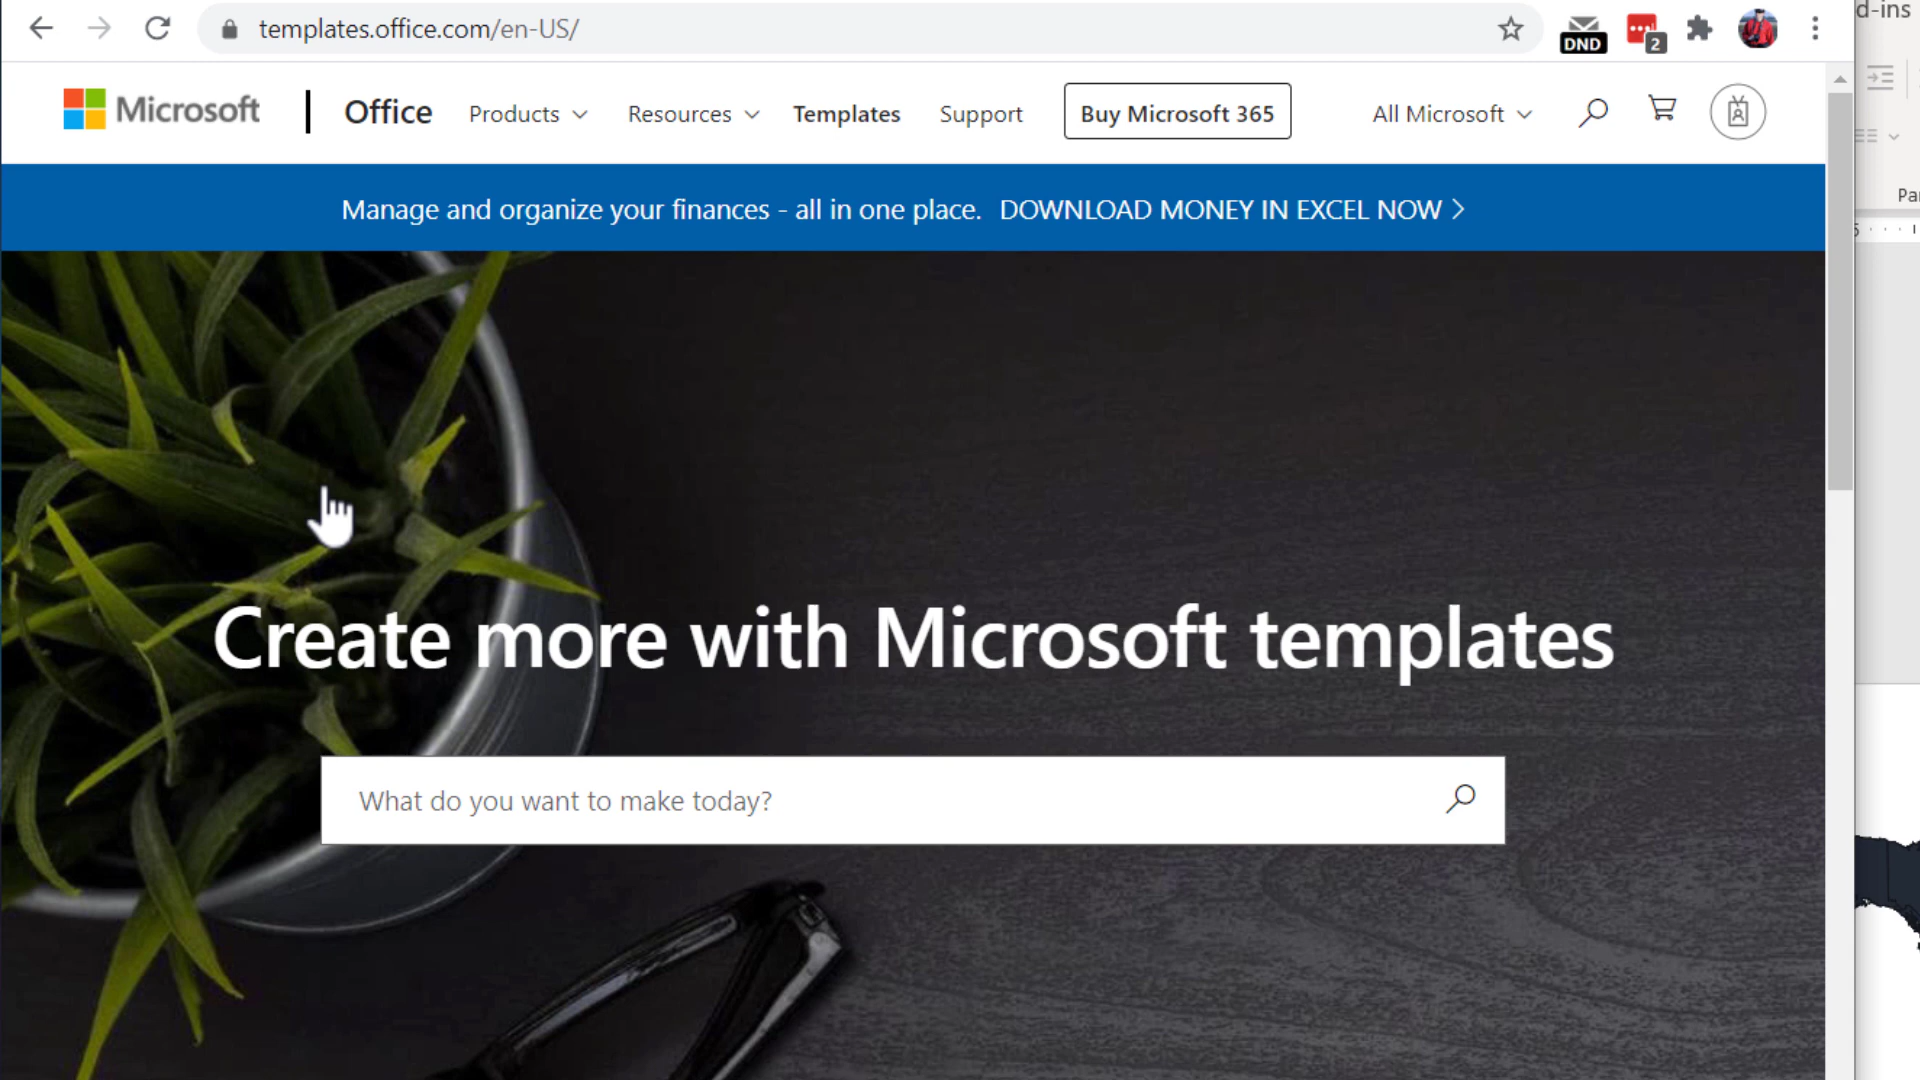 templates.office.com/en-US/
DND
2
d-ins
Microsoft
Office
Products
Resources
Templates
Support
Buy Microsoft 365
All Microsoft
Manage and organize your finances - all in one place. DOWNLOAD MONEY IN EXCEL NOW
Create more with Microsoft templates
What do you want to make today?